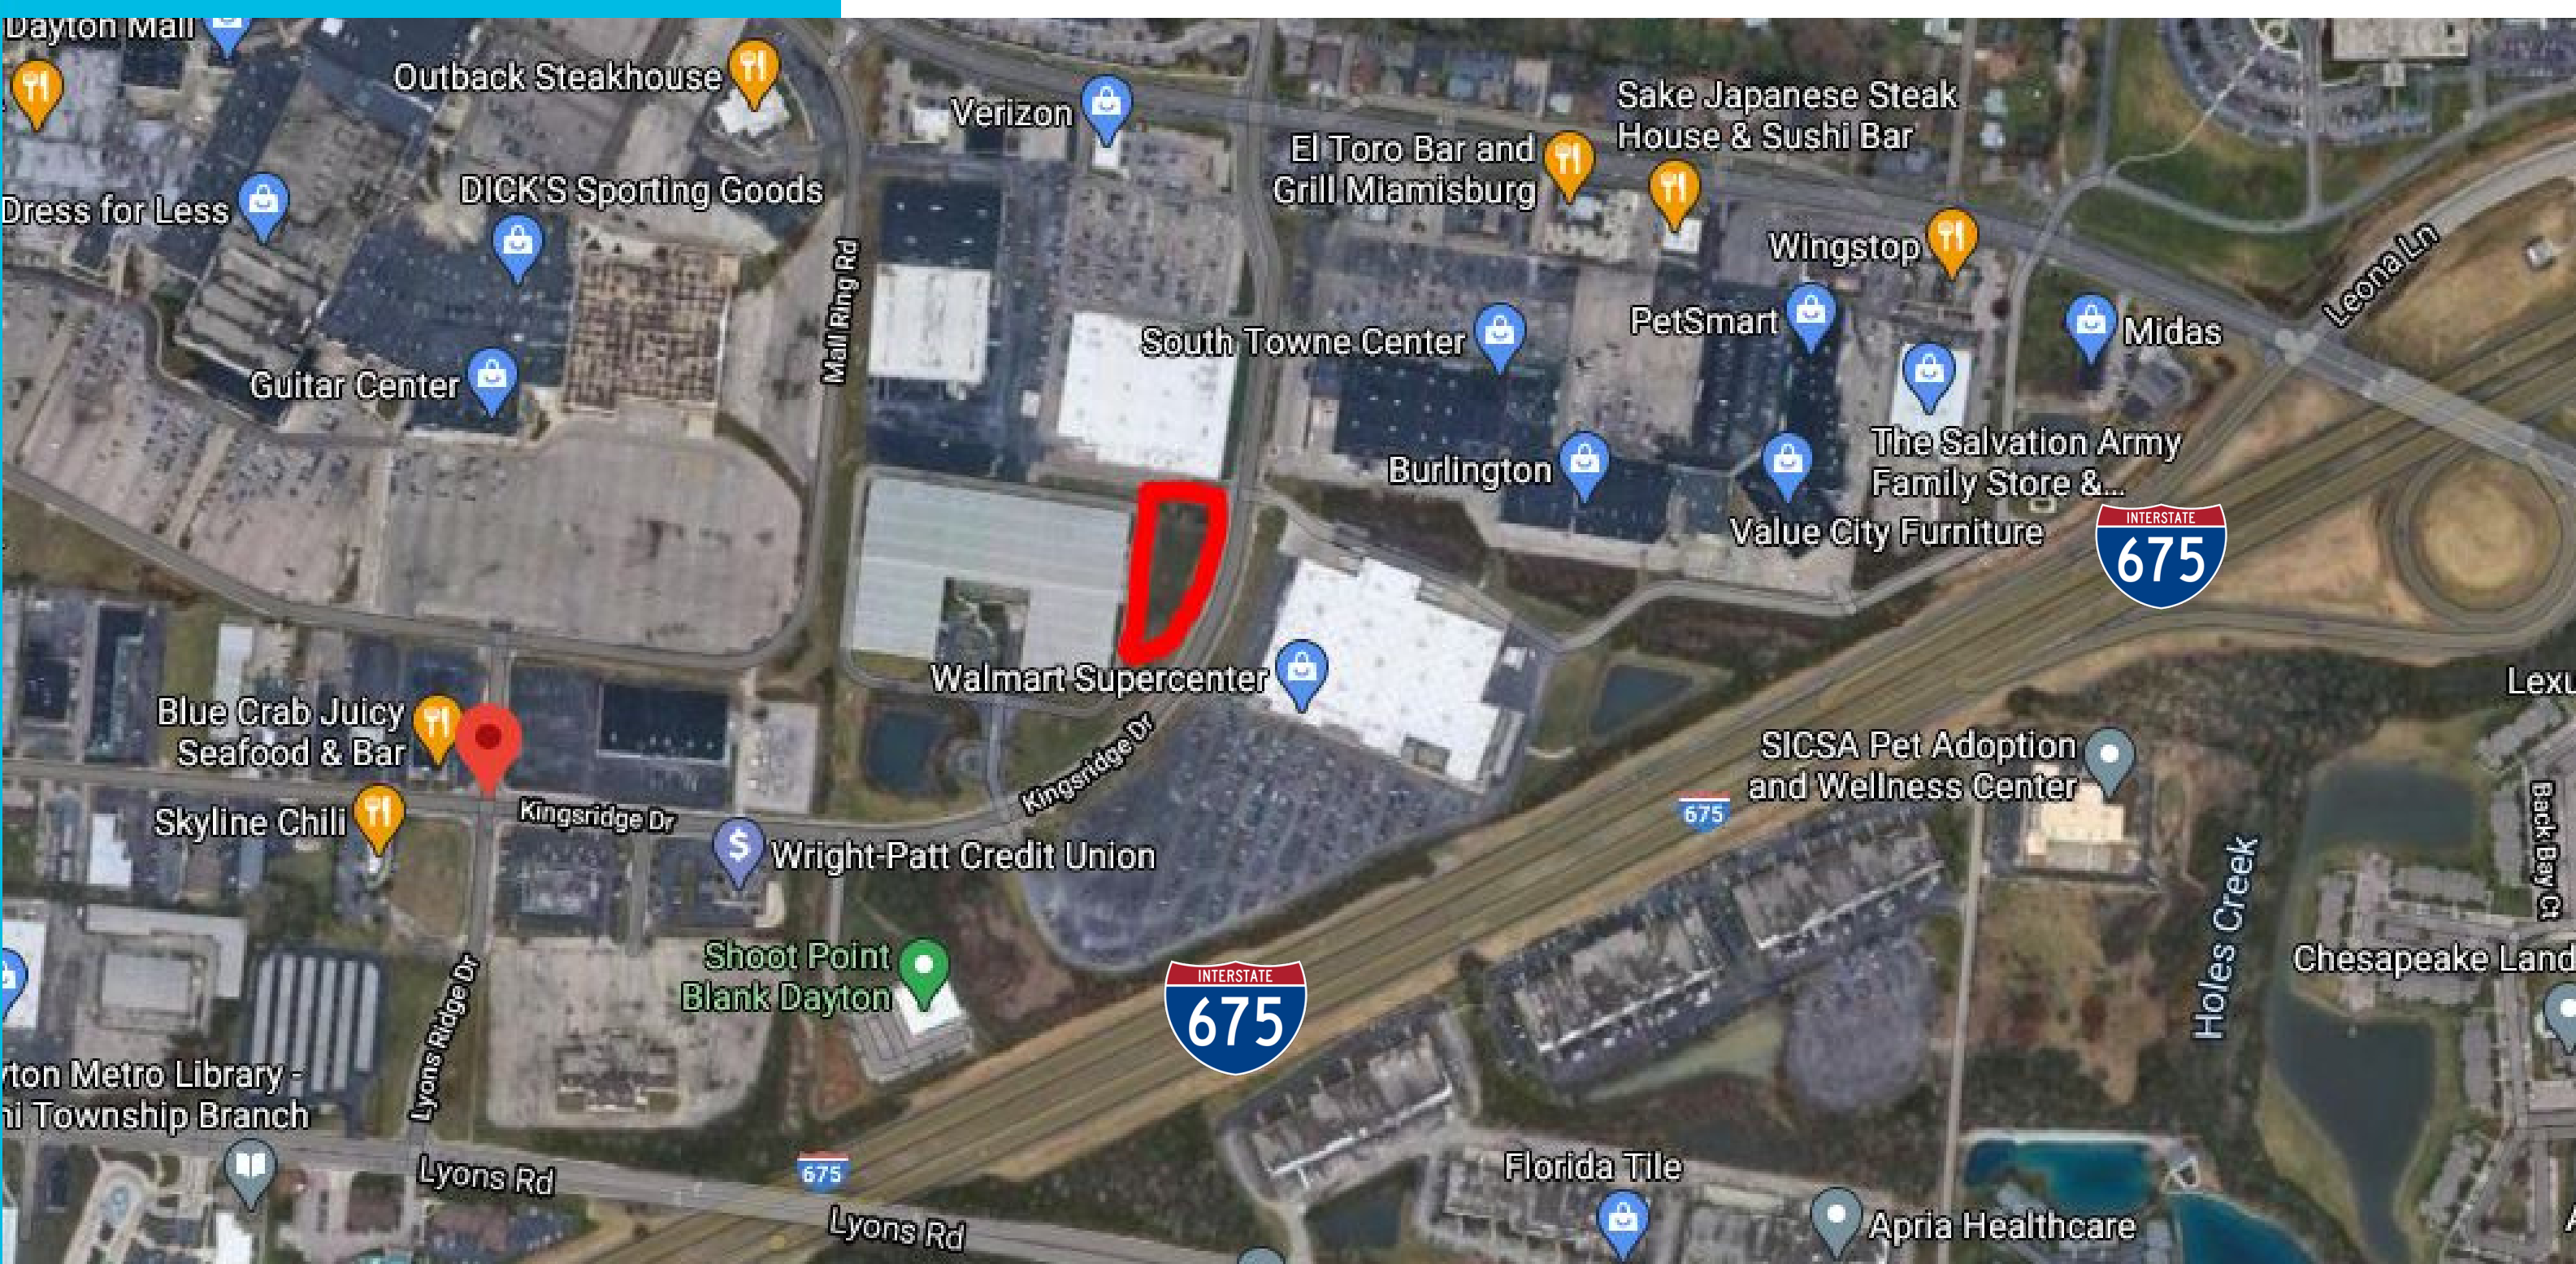 Dayton Mall
Outback Steakhouse
Verizon
Sake Japanese Steak
House & Sushi Bar
El Toro Bar and
Grill Miamisburg
DICK'S Sporting Goods
Dress for Less
Wingstop
Leona Ln
Mall Ring Rd
South Towne Center
PetSmart
Midas
Guitar Center
Burlington
The Salvation Army
Family Store &...
Value City Furniture
INTERSTATE
675
Walmart Supercenter
Lexu
Blue Crab Juicy
Seafood & Bar
Kingsridge Dr
SICSA Pet Adoption
and Wellness Center
675
Skyline Chili
Kingsridge Dr
Wright-Patt Credit Union
Back Bay Ct
Holes Creek
Shoot Point
Blank Dayton
Chesapeake Land
INTERSTATE
675
Lyons Ridge Dr
yton Metro Library -
mi Township Branch
675
Lyons Rd
Florida Tile
Lyons Rd
Apria Healthcare